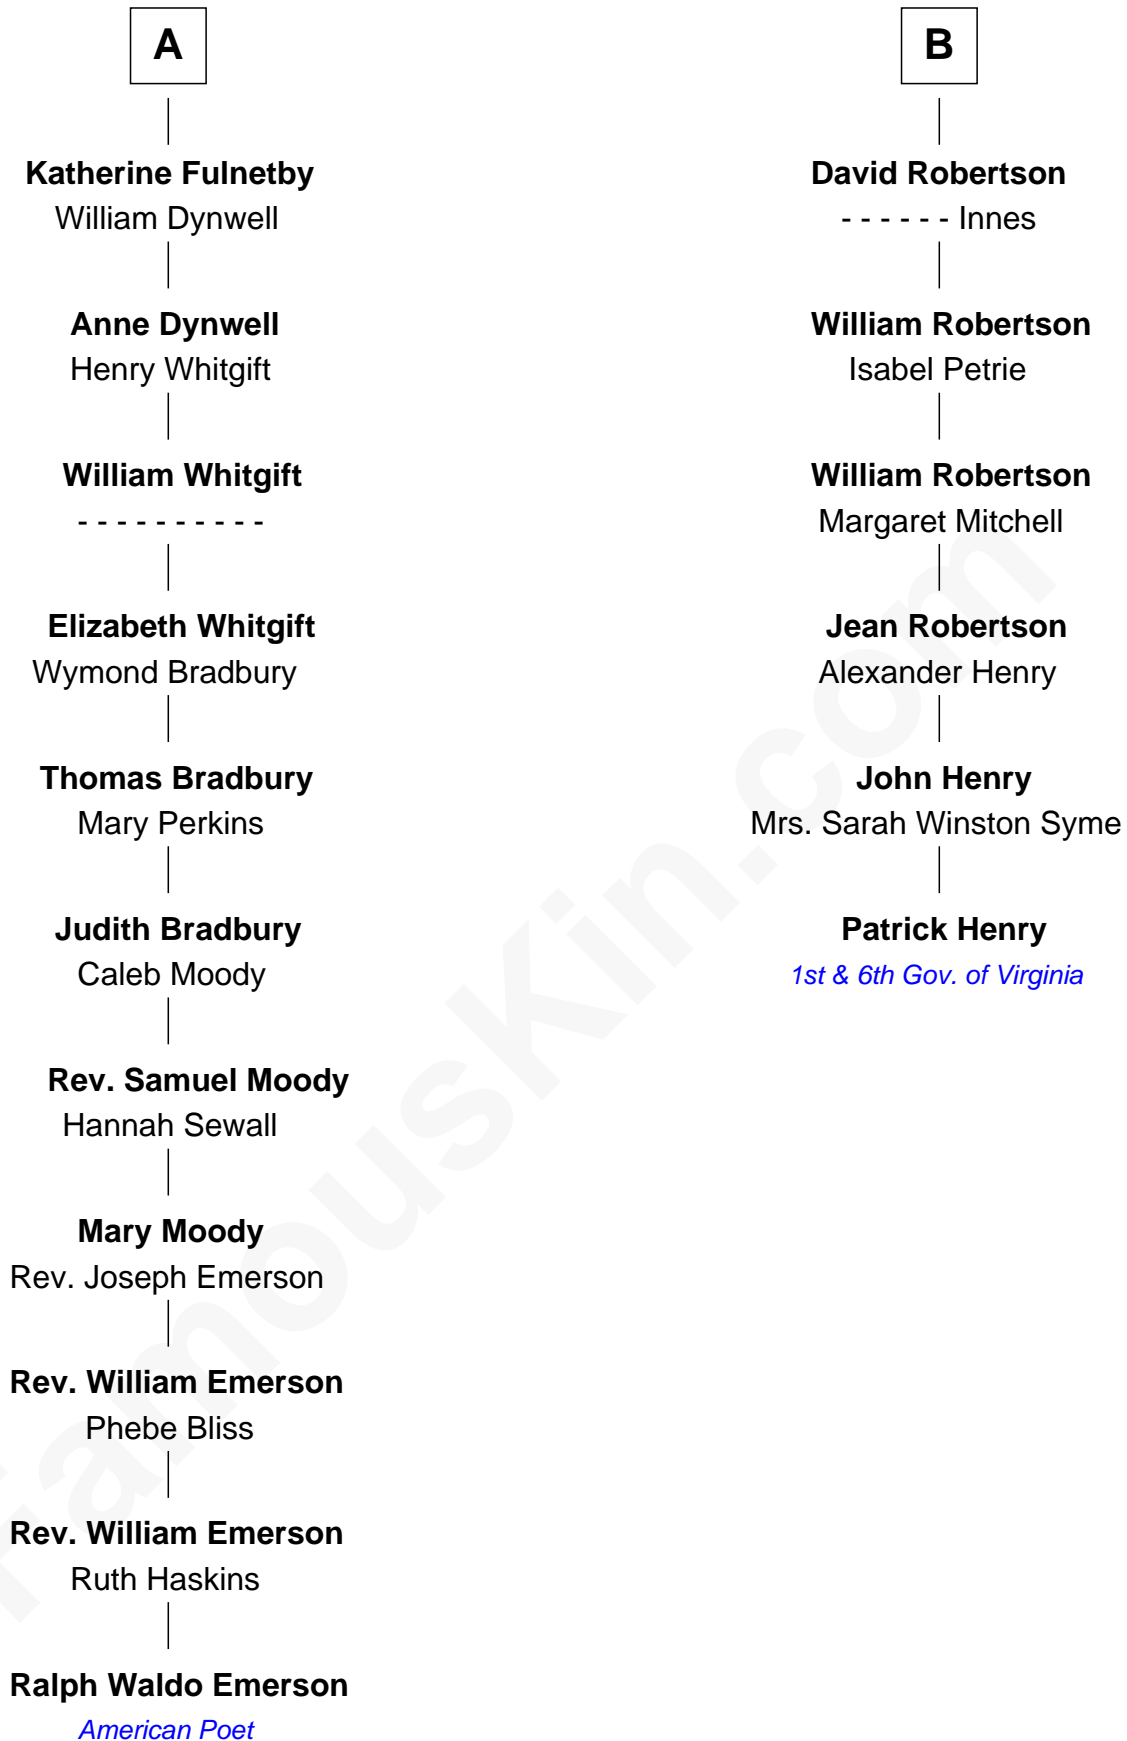 A
Katherine Fulnetby
William Dynwell
Anne Dynwell
Henry Whitgift
William Whitgift
- - - - - - - - - -
Elizabeth Whitgift
Wymond Bradbury
Thomas Bradbury
Mary Perkins
Judith Bradbury
Caleb Moody
Rev. Samuel Moody
Hannah Sewall
Mary Moody
Rev. Joseph Emerson
Rev. William Emerson
Phebe Bliss
Rev. William Emerson
Ruth Haskins
Ralph Waldo Emerson
American Poet
B
David Robertson
- - - - - - Innes
William Robertson
Isabel Petrie
William Robertson
Margaret Mitchell
Jean Robertson
Alexander Henry
John Henry
Mrs. Sarah Winston Syme
Patrick Henry
1st & 6th Gov. of Virginia
FamousKin.com